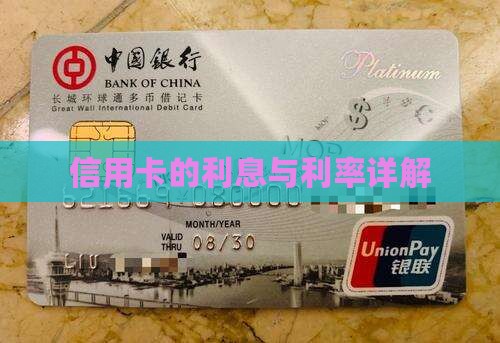 中国银行
Platinum
BANK OF CHINA
长城环球通多币借记卡
Great Wall International Debit Card
MOP
信用卡的利息与利率详解
MONTH/YEAR
VALID THRU 08/30
UnionPay
银联